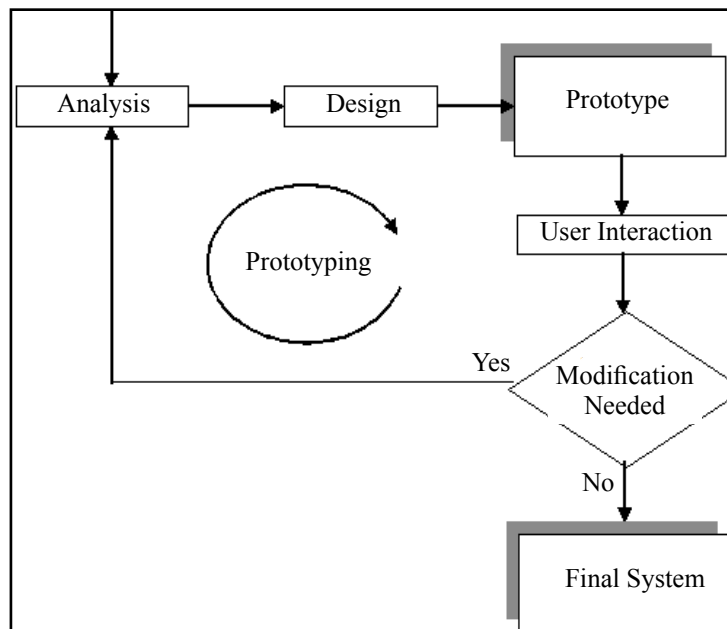 Analysis
Design
Prototype
User Interaction
Prototyping
Yes
Modification
Needed
No
Final System